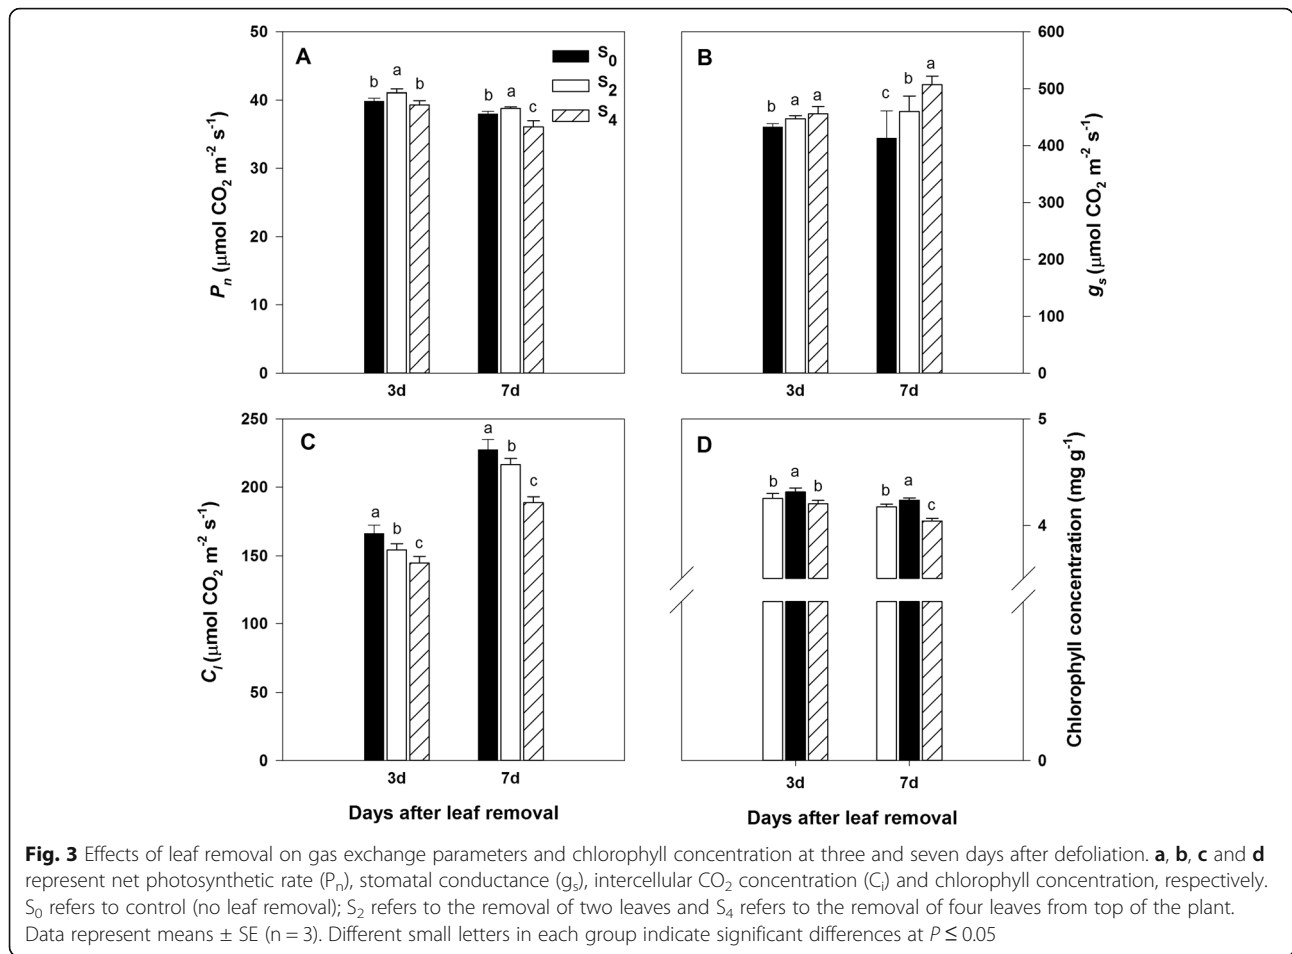 A
S0
S2
S4
50
40
30
20
10
0
Pn (µmol CO2 m-2 s-1)
b a b
b a c
3d 7d
B
600
500
400
300
200
100
0
gs (µmol CO2 m-2 s-1)
b a a
c b a
3d 7d
C
250
200
150
100
50
0
Ci (µmol CO2 m-2 s-1)
a b c
a b c
3d 7d
Days after leaf removal
D
5
4
0
Chlorophyll concentration (mg g-1)
b a b
b a c
3d 7d
Days after leaf removal
Fig. 3 Effects of leaf removal on gas exchange parameters and chlorophyll concentration at three and seven days after defoliation. a, b, c and d
represent net photosynthetic rate (Pn), stomatal conductance (gs), intercellular CO2 concentration (Ci) and chlorophyll concentration, respectively.
S0 refers to control (no leaf removal); S2 refers to the removal of two leaves and S4 refers to the removal of four leaves from top of the plant.
Data represent means ± SE (n = 3). Different small letters in each group indicate significant differences at P ≤ 0.05